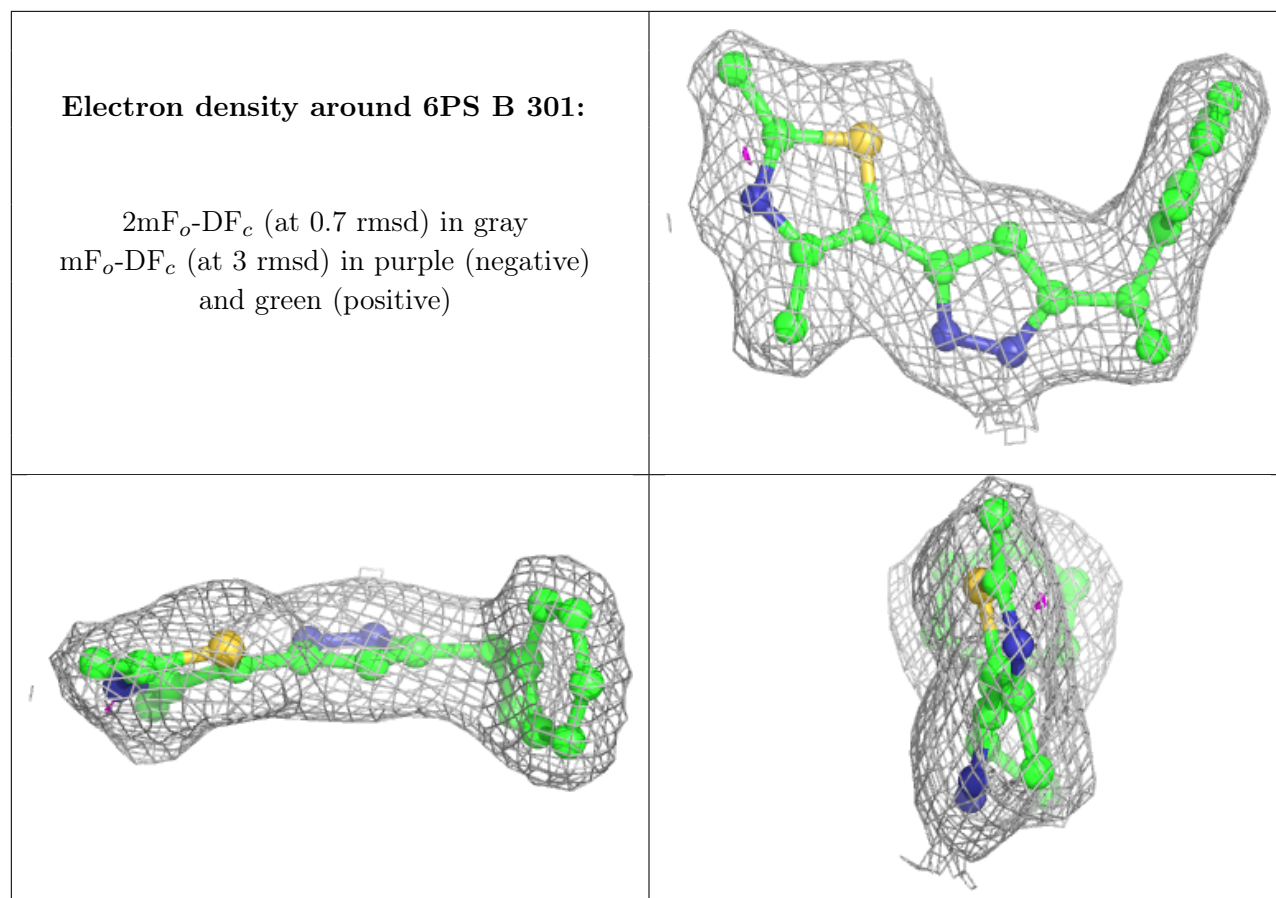 Electron density around 6PS B 301:
2mFo-DFc (at 0.7 rmsd) in gray
mFo-DFc (at 3 rmsd) in purple (negative)
and green (positive)